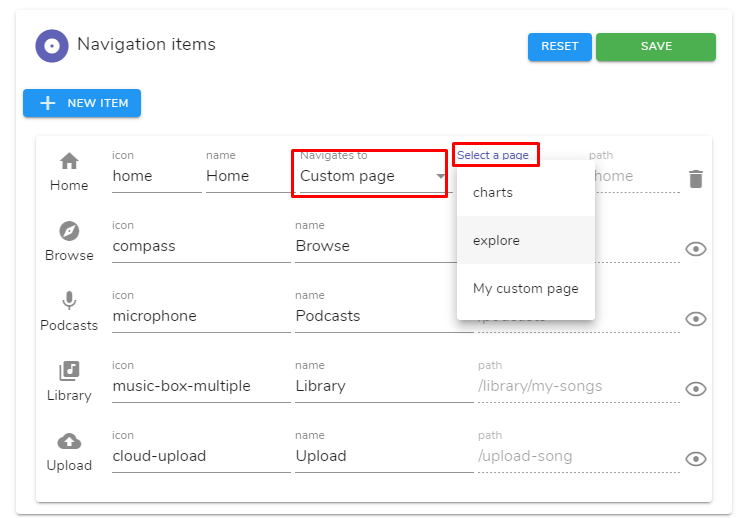 Navigation items
RESET
SAVE
NEW ITEM
icon name Navigates to Select a page path
Home home Home Custom page home
charts
icon name
Browse compass Browse explore
My custom page
icon name
Podcasts microphone Podcasts /podcasts
icon name path
Library music-box-multiple Library /library/my-songs
icon name path
Upload cloud-upload Upload /upload-song